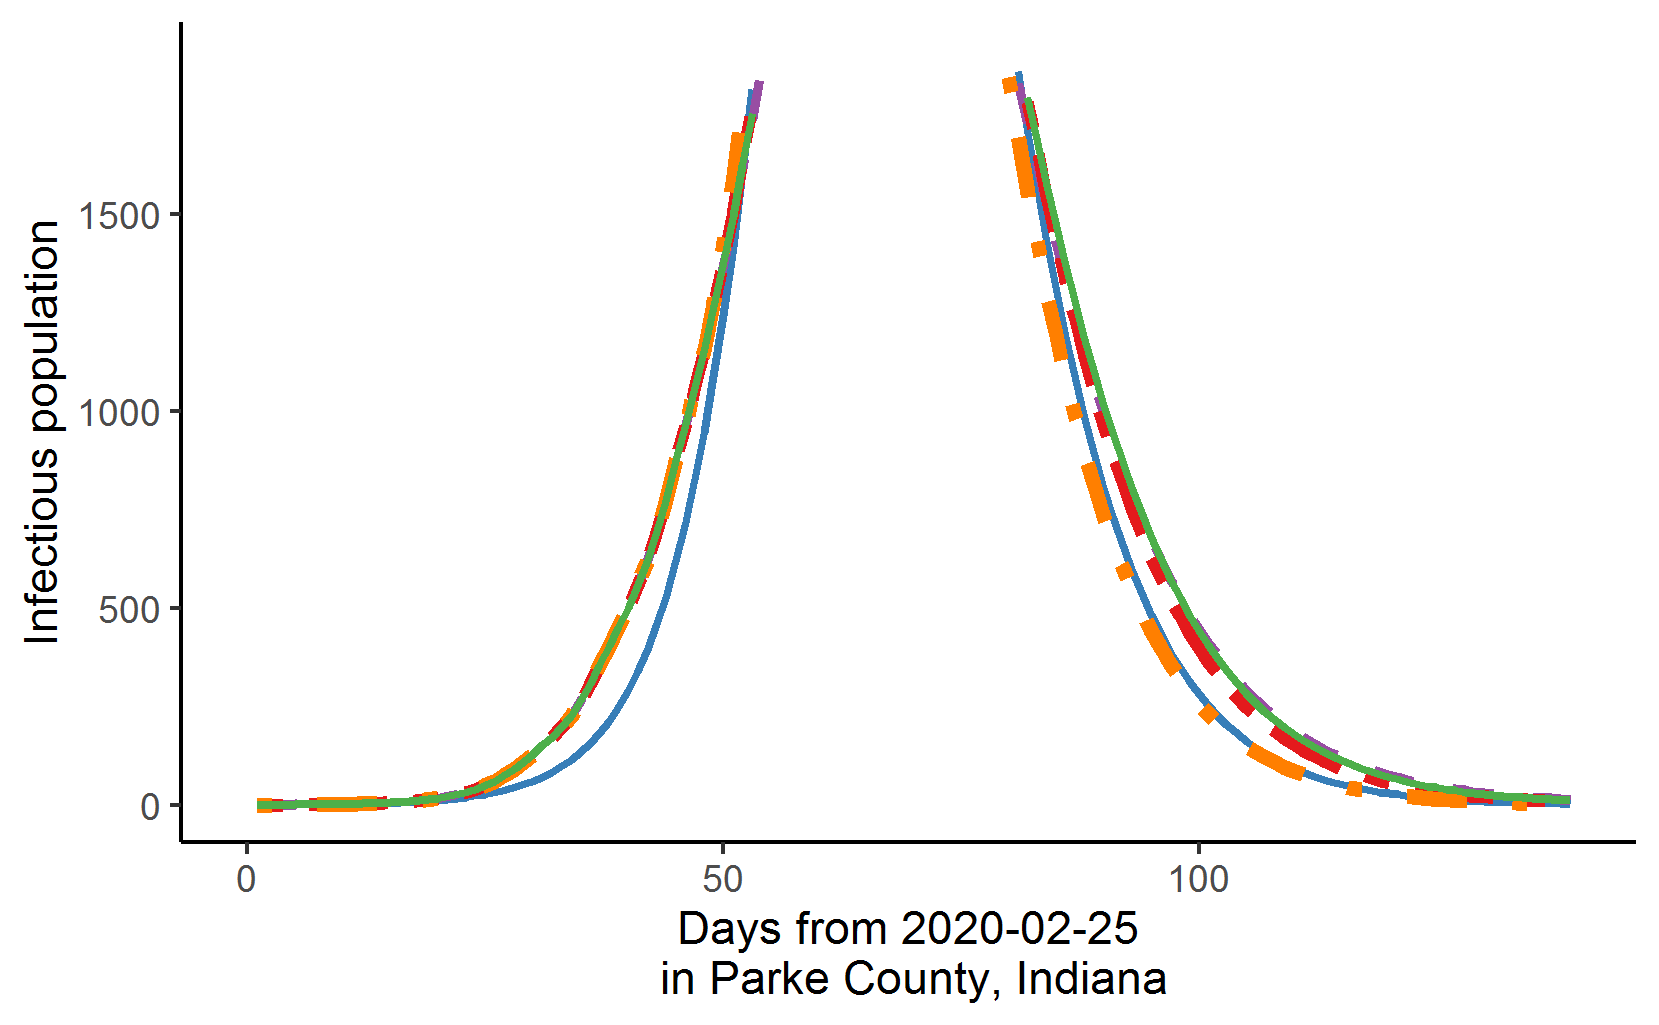 Infectious population
1500
1000
500
0
0 50 100
Days from 2020-02-25
in Parke County, Indiana